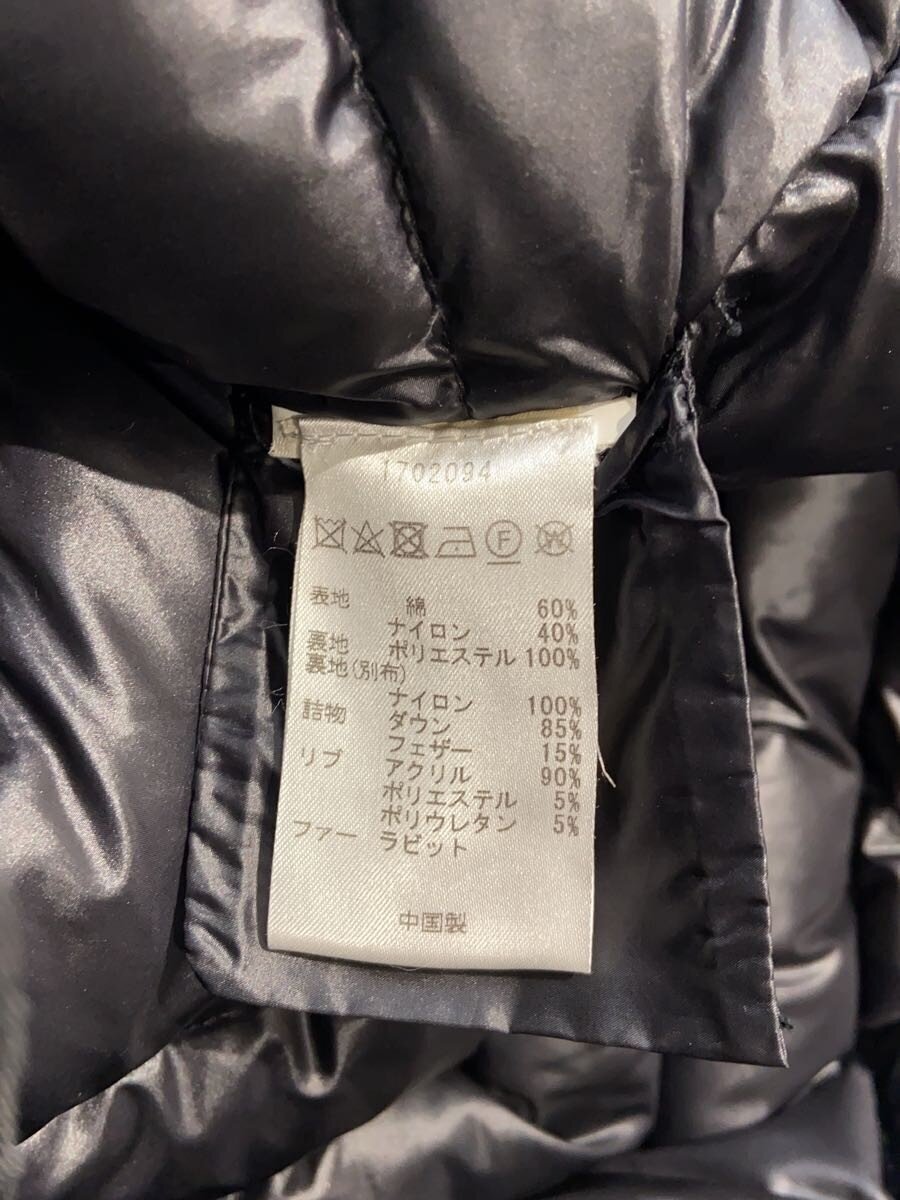 1702094
F W
表地 綿 60%
ナイロン 40%
裏地 ポリエステル 100%
裏地(別布)
ナイロン 100%
詰物 ダウン 85%
フェザー 15%
リブ アクリル 90%
ポリエステル 5%
ポリウレタン 5%
ファー ラビット
中国製